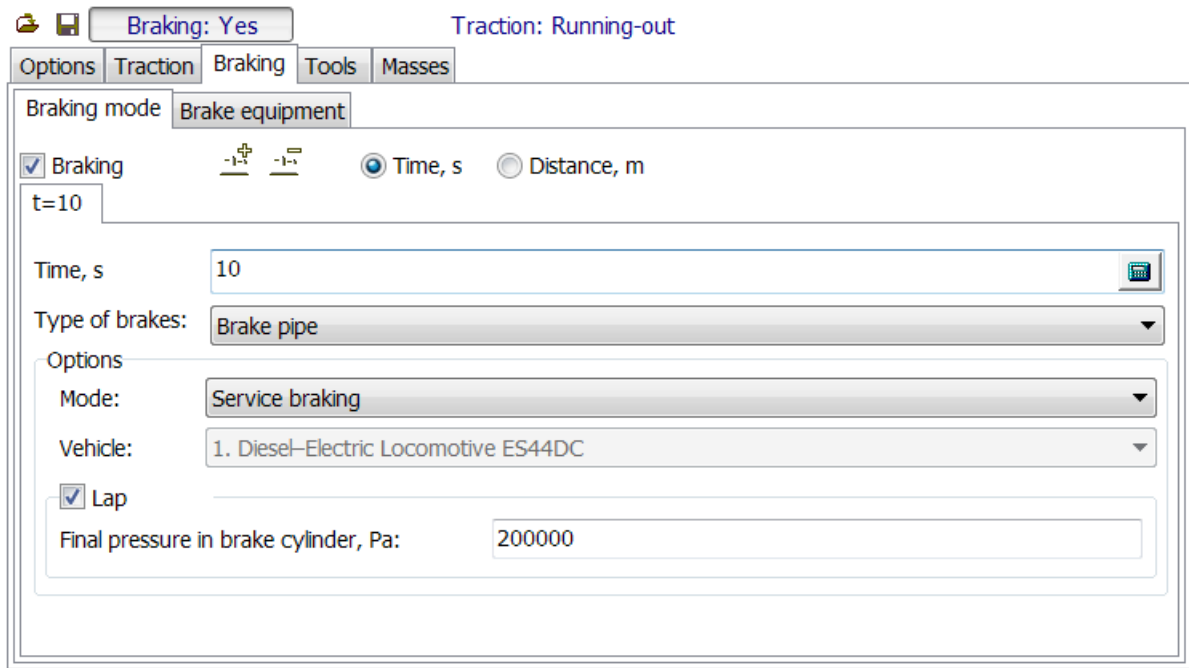 Braking: Yes Traction: Running-out
Options Traction Braking Tools Masses
Braking mode Brake equipment
Braking Time, s Distance, m
t=10
Time, s 10
Type of brakes: Brake pipe
Options
Mode: Service braking
Vehicle: 1. Diesel–Electric Locomotive ES44DC
Lap
Final pressure in brake cylinder, Pa: 200000